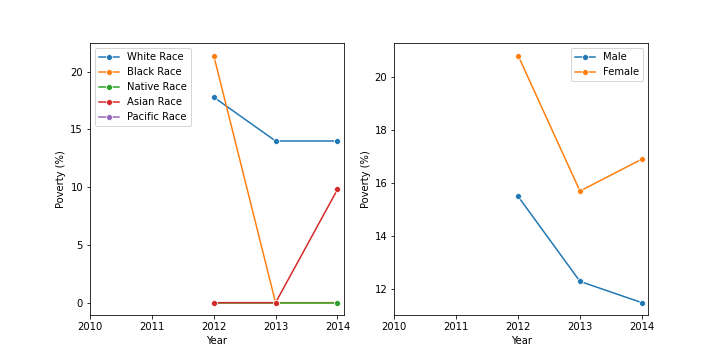 White Race
Black Race
Native Race
Asian Race
Pacific Race
Poverty (%)
20
15
10
5
0
2010 2011 2012 2013 2014
Year
Male
Female
Poverty (%)
20
18
16
14
12
2010 2011 2012 2013 2014
Year